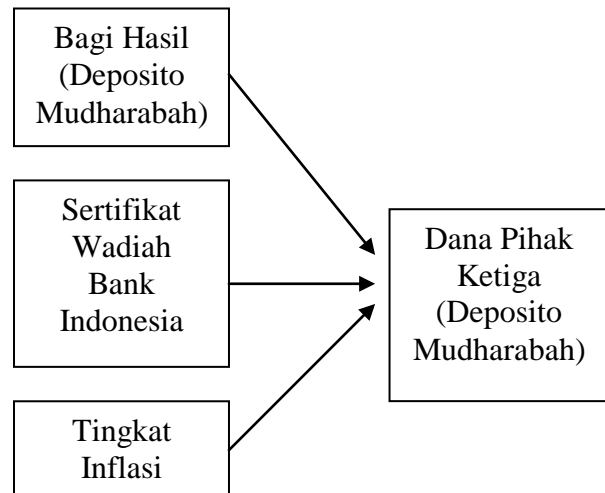 Bagi Hasil
(Deposito
Mudharabah)
Sertifikat
Wadiah
Bank
Indonesia
Tingkat
Inflasi
Dana Pihak
Ketiga
(Deposito
Mudharabah)